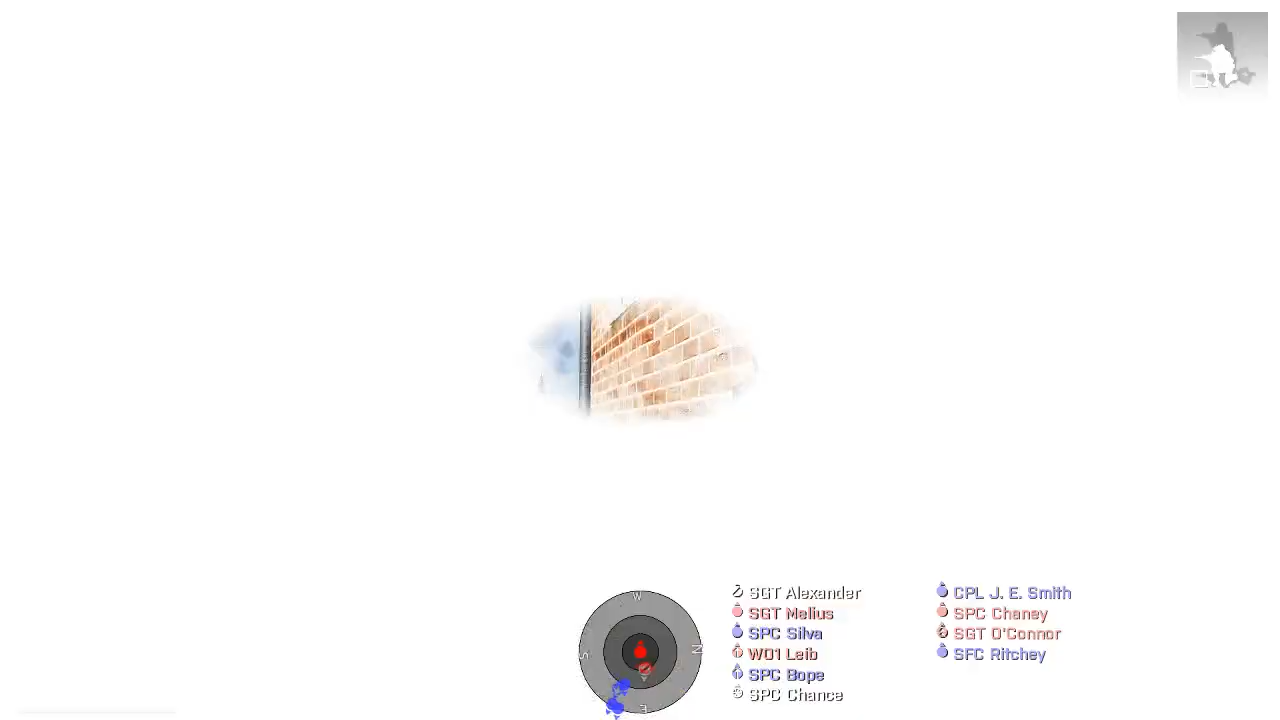 W
S
N
E
SGT Alexander
SGT Melius
SPC Silva
WO1 Leib
SPC Bope
SPC Chance
CPL J. E. Smith
SPC Chaney
SGT O'Connor
SFC Ritchey